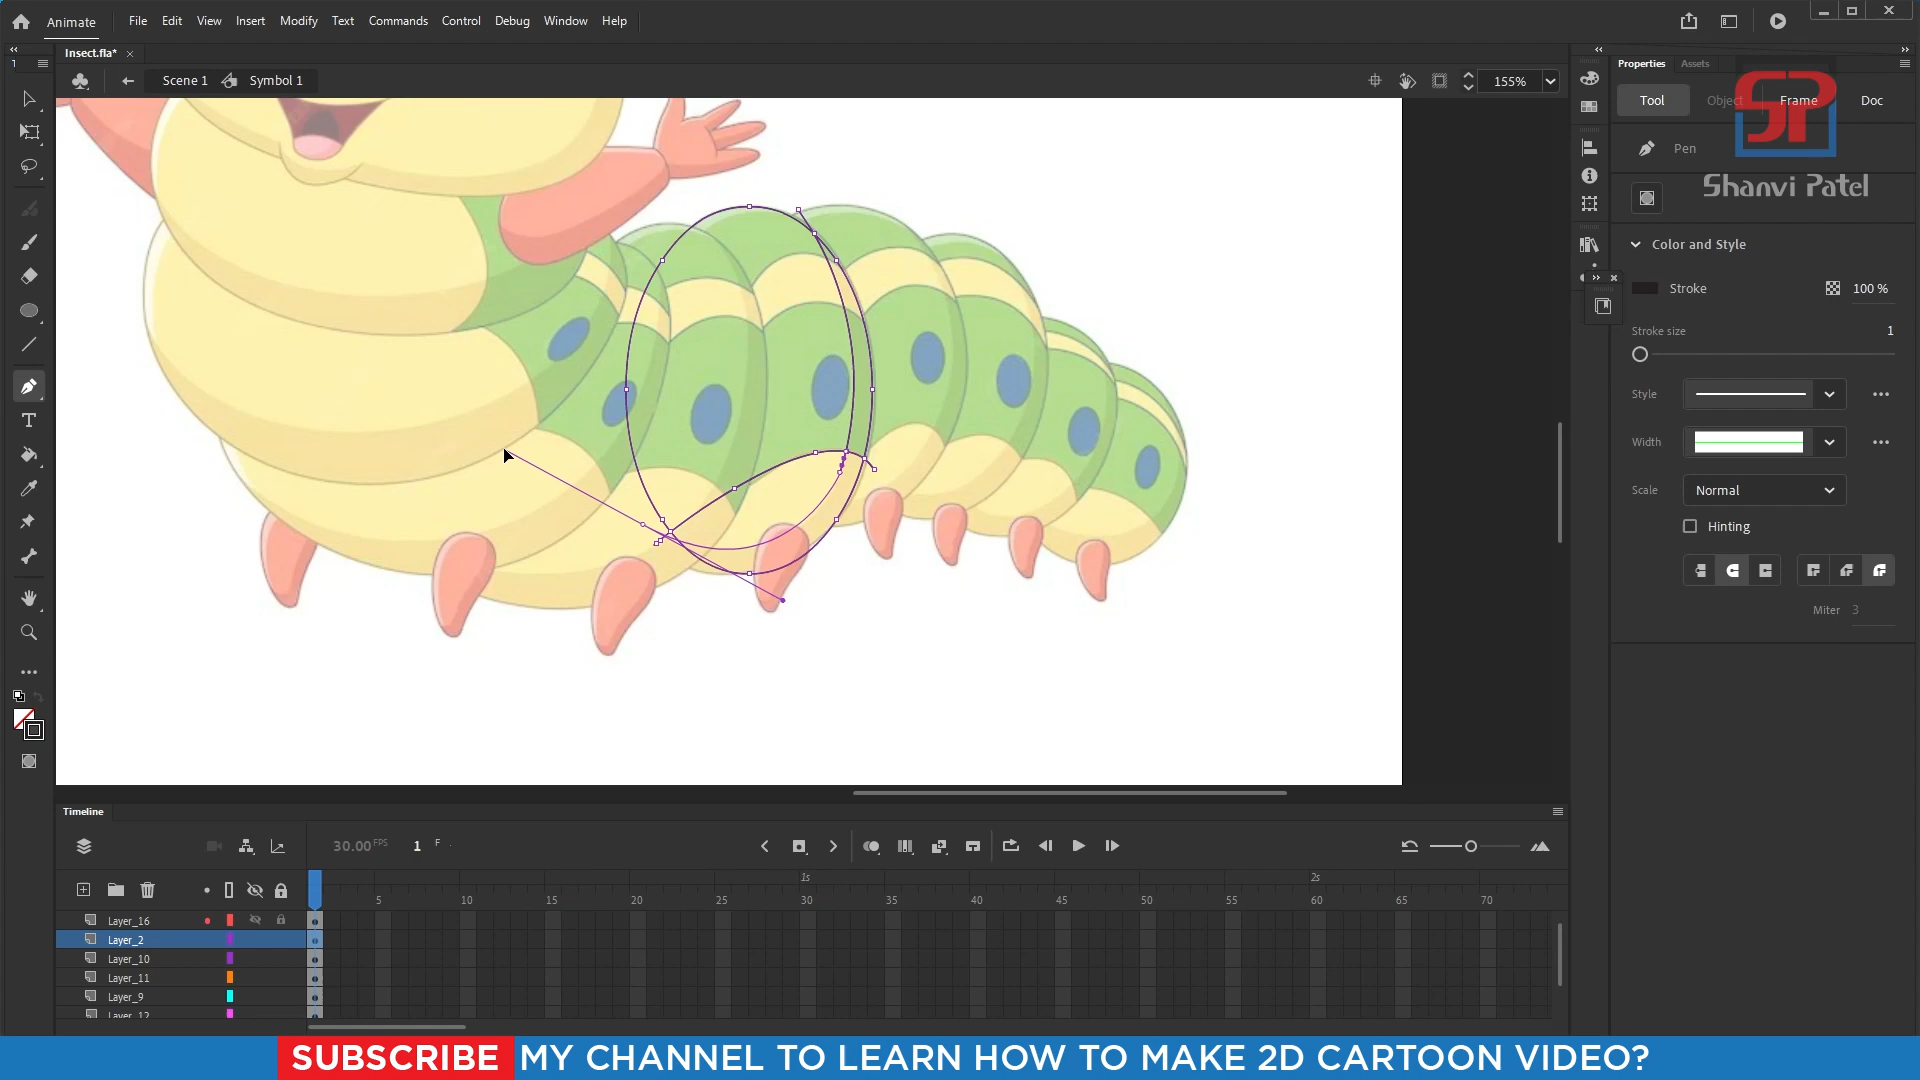 Animate File Edit View Insert Modify Text Commands Control Debug Window Help
Insect.fla*
Scene 1 Symbol 1 155%
Properties Assets
Tool Object Frame Doc
SP
Pen
Shanvi Patel
Color and Style
Stroke 100 %
Stroke size 1
Style
Width
Scale Normal
Hinting
Miter 3
T
Timeline
30.00 FPS 1 F
1s 2s
5 10 15 20 25 30 35 40 45 50 55 60 65 70
Layer_16
Layer_2
Layer_10
Layer_11
Layer_9
Layer_12
SUBSCRIBE MY CHANNEL TO LEARN HOW TO MAKE 2D CARTOON VIDEO?